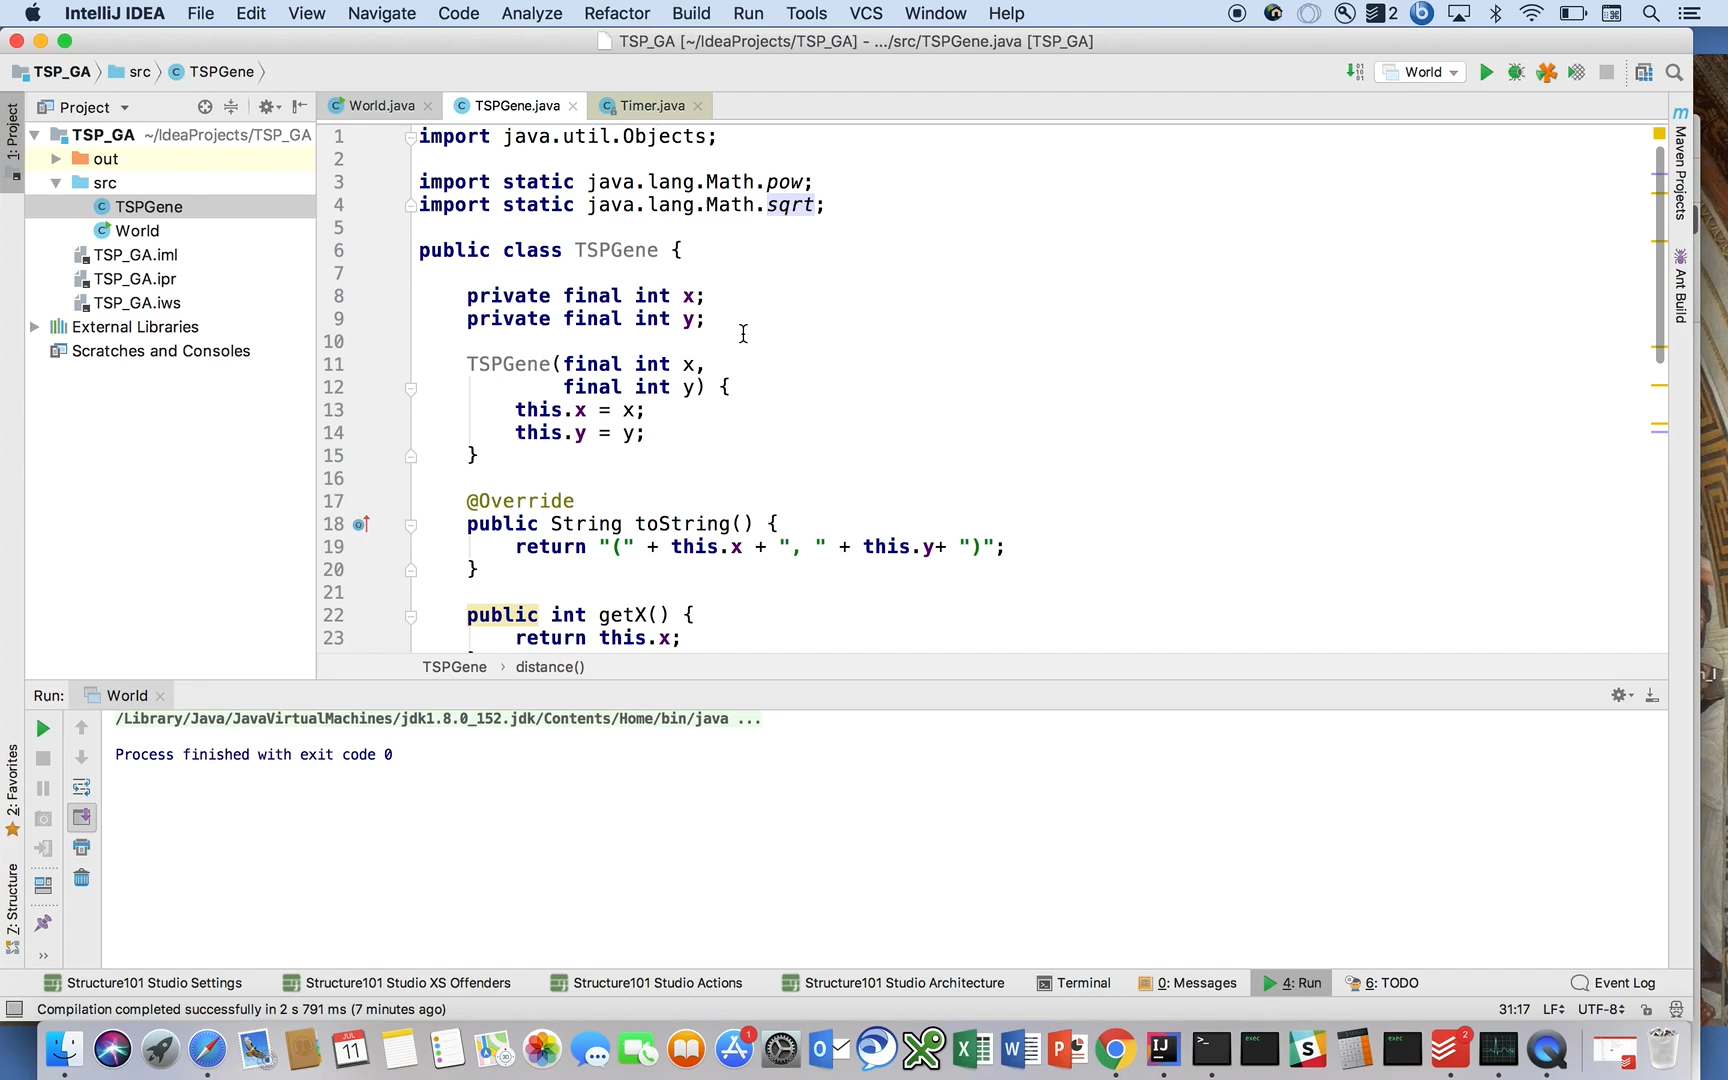 IntelliJ IDEA File Edit View Navigate Code Analyze Refactor Build Run Tools VCS Window Help 2
TSP_GA [~/IdeaProjects/TSP_GA] - .../src/TSPGene.java [TSP_GA]
TSP_GA src TSPGene World
Project World.java TSPGene.java Timer.java
1: Project
TSP_GA ~/IdeaProjects/TSP_GA
out
src
TSPGene
World
TSP_GA.iml
TSP_GA.ipr
TSP_GA.iws
External Libraries
Scratches and Consoles
1 import java.util.Objects;
2
3 import static java.lang.Math.pow;
4 import static java.lang.Math.sqrt;
5
6 public class TSPGene {
7
8 private final int x;
9 private final int y;
10
11 TSPGene(final int x,
12 final int y) {
13 this.x = x;
14 this.y = y;
15 }
16
17 @Override
18 public String toString() {
19 return "(" + this.x + ", " + this.y+ ")";
20 }
21
22 public int getX() {
23 return this.x;
TSPGene › distance()
m Maven Projects
Ant Build
Run: World
/Library/Java/JavaVirtualMachines/jdk1.8.0_152.jdk/Contents/Home/bin/java ...
Process finished with exit code 0
2: Favorites
Z: Structure
Structure101 Studio Settings Structure101 Studio XS Offenders Structure101 Studio Actions Structure101 Studio Architecture Terminal 0: Messages 4: Run 6: TODO Event Log
Compilation completed successfully in 2 s 791 ms (7 minutes ago) 31:17 LF UTF-8
JUL
11
1
exec
exec
2